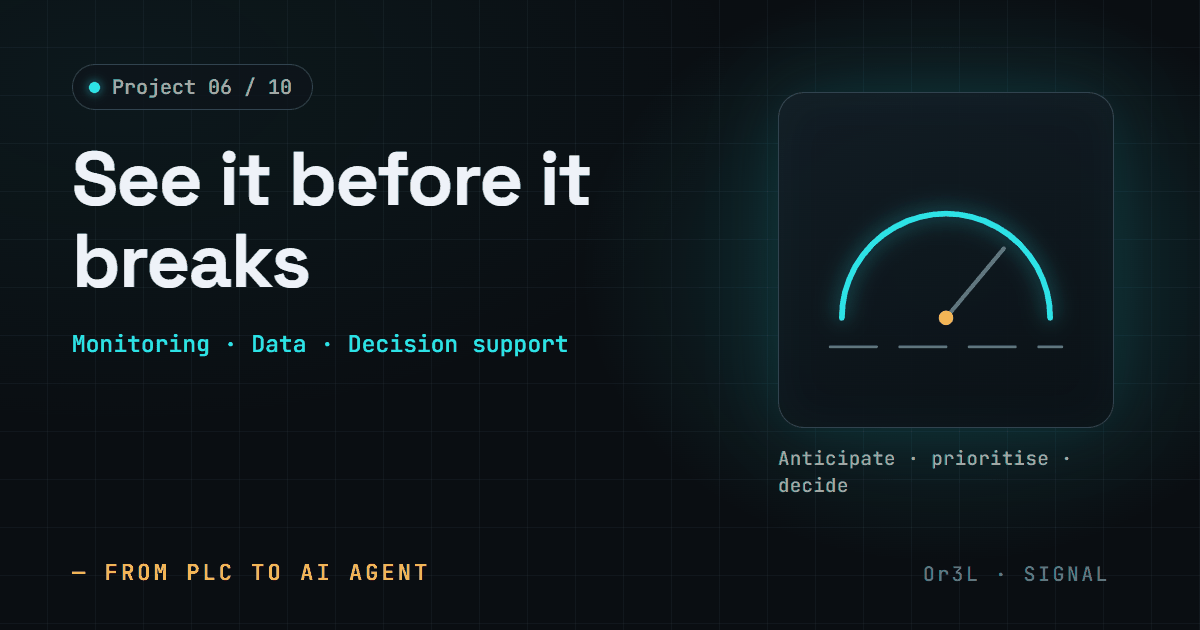 Project 06 / 10
See it before it
breaks
Monitoring · Data · Decision support
Anticipate · prioritise ·
decide
— FROM PLC TO AI AGENT
Or3L · SIGNAL